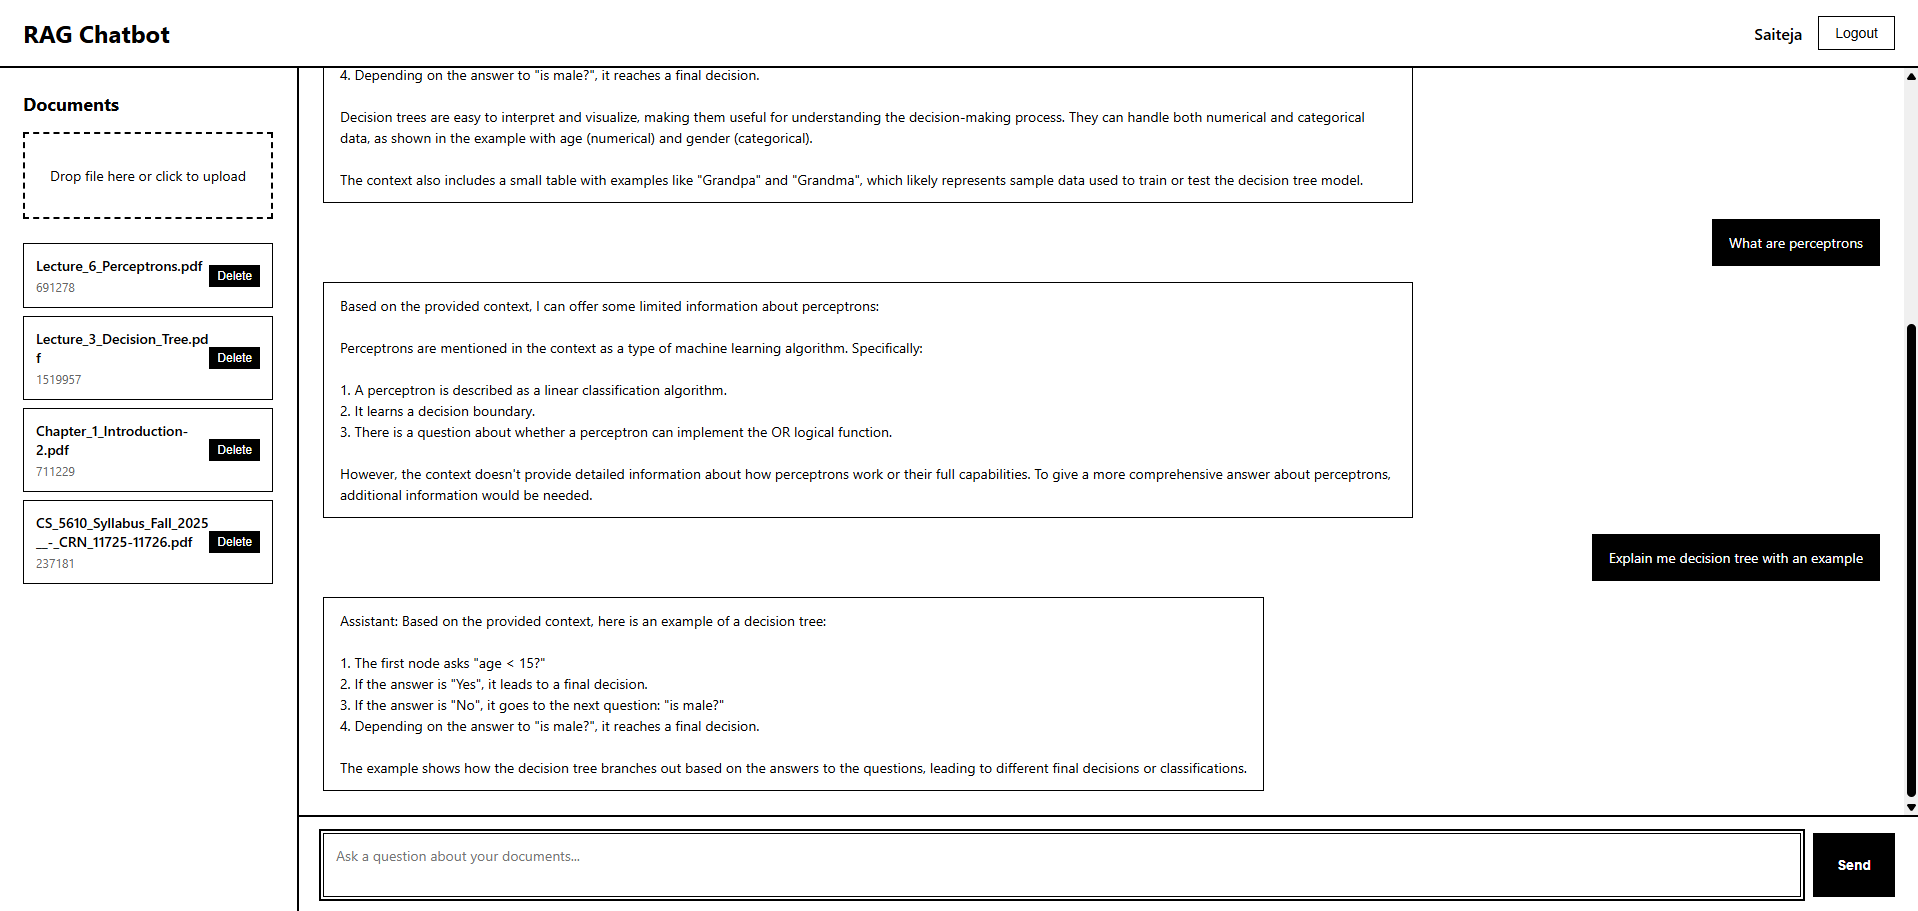 RAG Chatbot
Saiteja
Logout
Documents
Drop file here or click to upload
Lecture_6_Perceptrons.pdf
691278
Delete
Lecture_3_Decision_Tree.pd
f
1519957
Delete
Chapter_1_Introduction-
2.pdf
711229
Delete
CS_5610_Syllabus_Fall_2025
__-_CRN_11725-11726.pdf
237181
Delete
4. Depending on the answer to "is male?", it reaches a final decision.
Decision trees are easy to interpret and visualize, making them useful for understanding the decision-making process. They can handle both numerical and categorical
data, as shown in the example with age (numerical) and gender (categorical).
The context also includes a small table with examples like "Grandpa" and "Grandma", which likely represents sample data used to train or test the decision tree model.
What are perceptrons
Based on the provided context, I can offer some limited information about perceptrons:
Perceptrons are mentioned in the context as a type of machine learning algorithm. Specifically:
1. A perceptron is described as a linear classification algorithm.
2. It learns a decision boundary.
3. There is a question about whether a perceptron can implement the OR logical function.
However, the context doesn't provide detailed information about how perceptrons work or their full capabilities. To give a more comprehensive answer about perceptrons,
additional information would be needed.
Explain me decision tree with an example
Assistant: Based on the provided context, here is an example of a decision tree:
1. The first node asks "age < 15?"
2. If the answer is "Yes", it leads to a final decision.
3. If the answer is "No", it goes to the next question: "is male?"
4. Depending on the answer to "is male?", it reaches a final decision.
The example shows how the decision tree branches out based on the answers to the questions, leading to different final decisions or classifications.
Ask a question about your documents...
Send